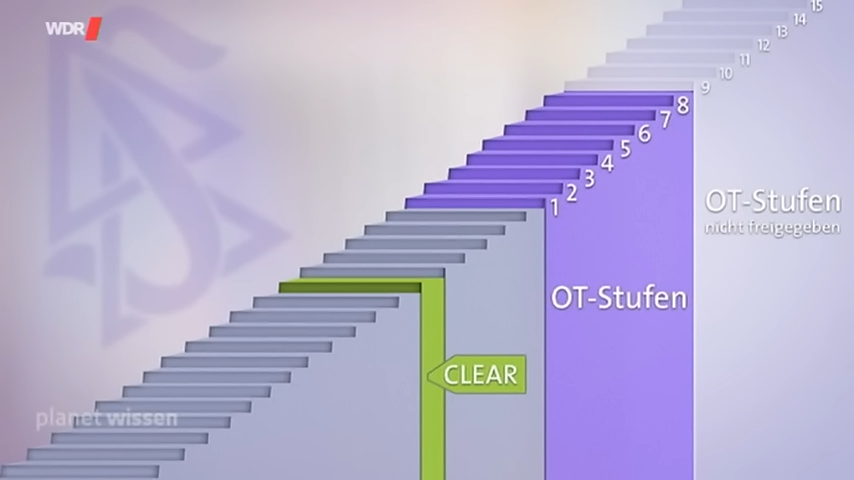 WDR
15
14
13
12
11
10
9
8
7
6
5
4
3
2
1
OT-Stufen
nicht freigegeben
OT-Stufen
CLEAR
planet wissen